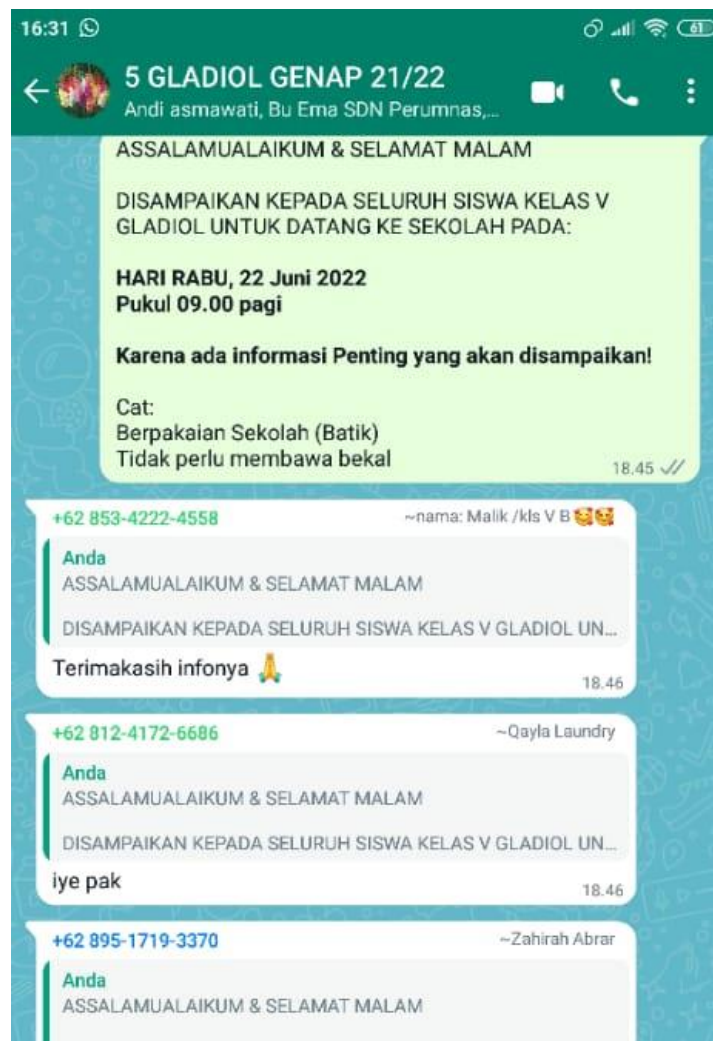 16:31
61
5 GLADIOL GENAP 21/22
Andi asmawati, Bu Ema SDN Perumnas,...
ASSALAMUALAIKUM & SELAMAT MALAM
DISAMPAIKAN KEPADA SELURUH SISWA KELAS V
GLADIOL UNTUK DATANG KE SEKOLAH PADA:
HARI RABU, 22 Juni 2022
Pukul 09.00 pagi
Karena ada informasi Penting yang akan disampaikan!
Cat:
Berpakaian Sekolah (Batik)
Tidak perlu membawa bekal
18.45
+62 853-4222-4558 ~nama: Malik /kls V B🥰🥰
Anda
ASSALAMUALAIKUM & SELAMAT MALAM
DISAMPAIKAN KEPADA SELURUH SISWA KELAS V GLADIOL UN...
Terimakasih infonya 🙏
18.46
+62 812-4172-6686 ~Qayla Laundry
Anda
ASSALAMUALAIKUM & SELAMAT MALAM
DISAMPAIKAN KEPADA SELURUH SISWA KELAS V GLADIOL UN...
iye pak
18.46
+62 895-1719-3370 ~Zahirah Abrar
Anda
ASSALAMUALAIKUM & SELAMAT MALAM